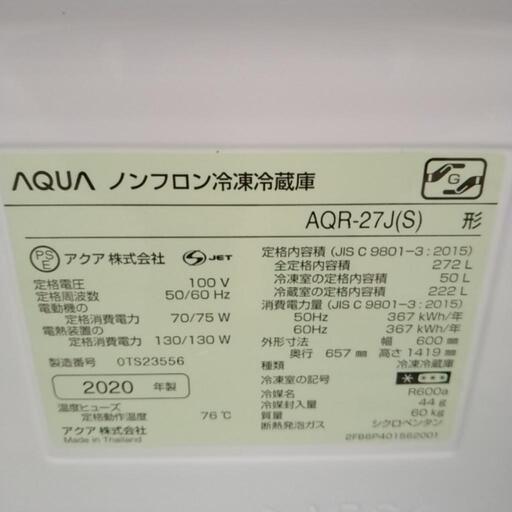 AQUA ノンフロン冷凍冷蔵庫
G
AQR-27J(S) 形
PS E アクア 株式会社 S JET
定格電圧 100 V
定格周波数 50/60 Hz
電動機の
定格消費電力 70/75 W
電熱装置の
定格消費電力 130/130 W
製造番号 0TS23556
2020 年製
温度ヒューズ
定格動作温度 76℃
アクア 株式会社
Made in Thailand
定格内容積 (JIS C 9801-3 : 2015)
全定格内容積 272 L
冷凍室の定格内容積 50 L
冷蔵室の定格内容積 222 L
消費電力量 (JIS C 9801-3 : 2015)
50Hz 367 kWh/年
60Hz 367 kWh/年
外形寸法 幅 600 mm
奥行 657 mm 高さ 1419 mm
種類 冷凍冷蔵庫
冷凍室の記号
冷媒名 R600a
冷媒封入量 44 g
質量 60 kg
断熱発泡ガス シクロペンタン
2FB6P401562001